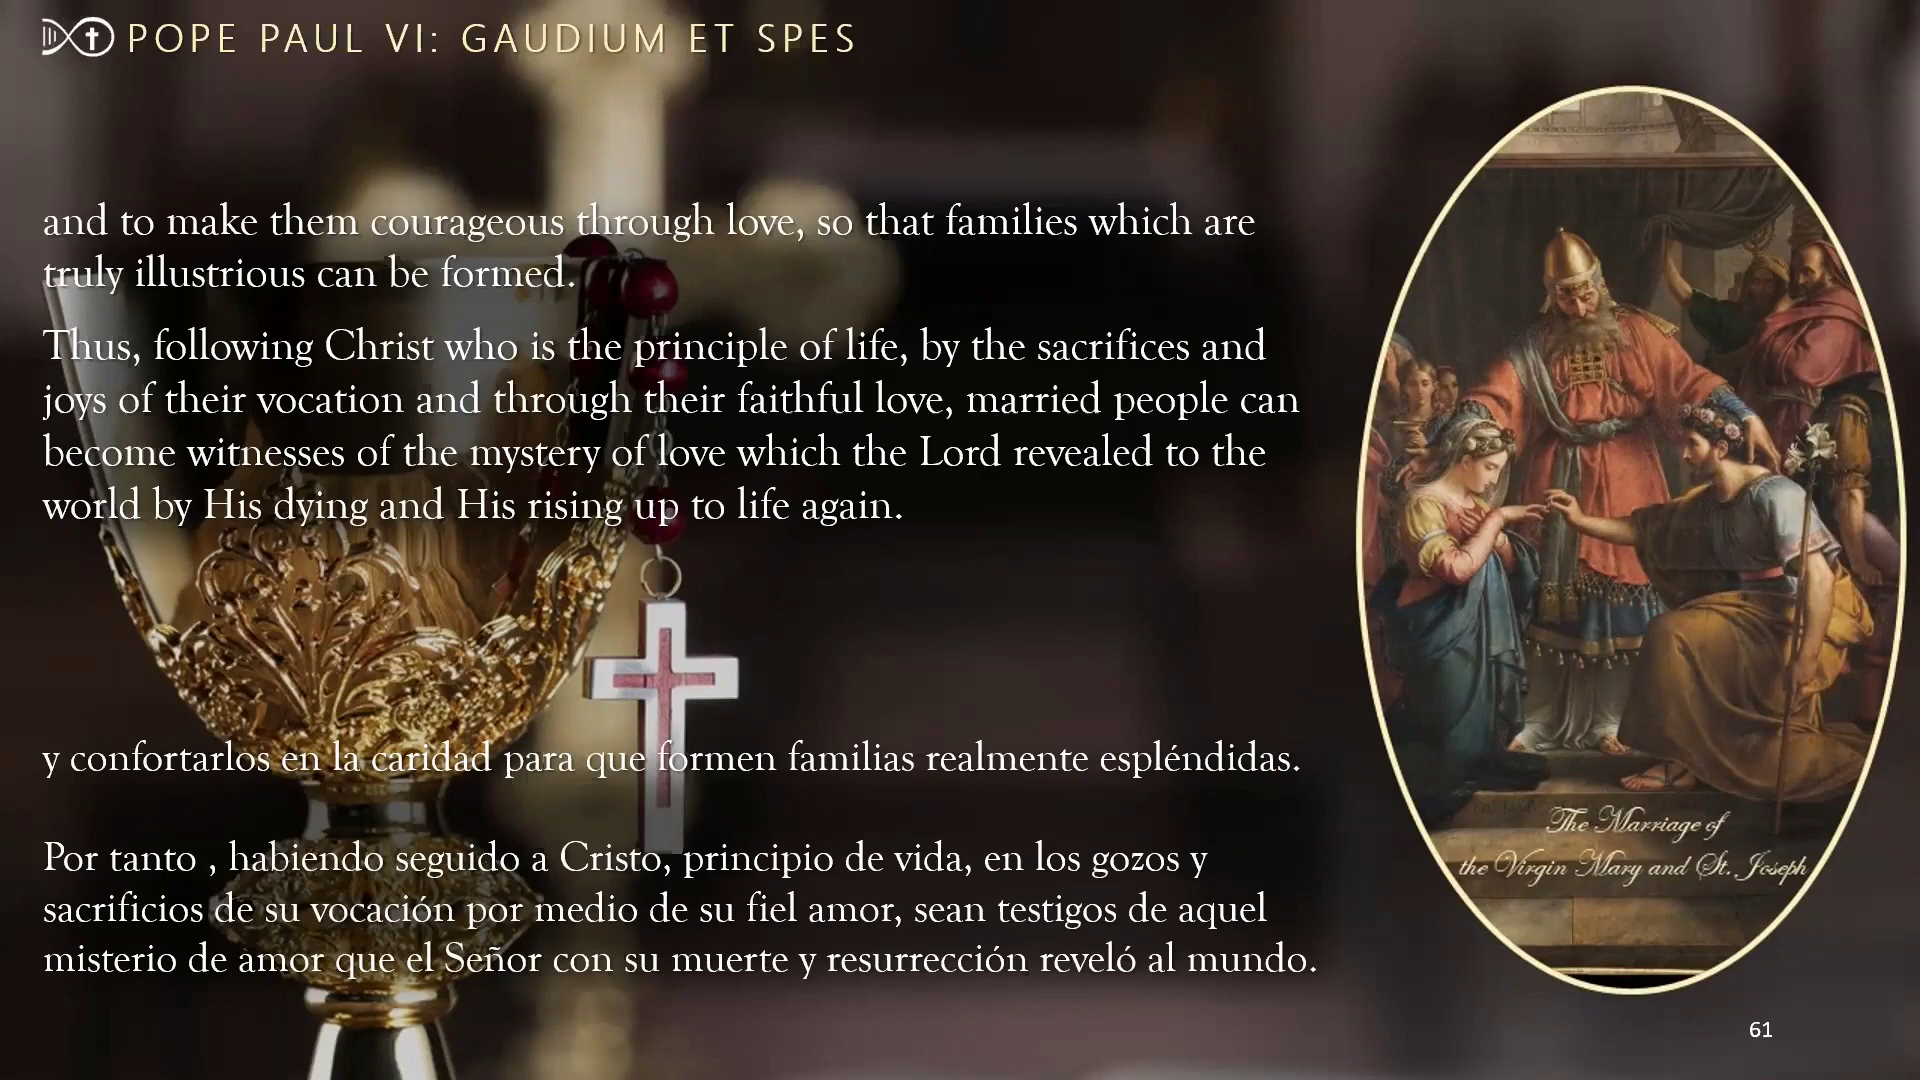 POPE PAUL VI: GAUDIUM ET SPES
and to make them courageous through love, so that families which are
truly illustrious can be formed.
Thus, following Christ who is the principle of life, by the sacrifices and
joys of their vocation and through their faithful love, married people can
become witnesses of the mystery of love which the Lord revealed to the
world by His dying and His rising up to life again.
y confortarlos en la caridad para que formen familias realmente espléndidas.
Por tanto , habiendo seguido a Cristo, principio de vida, en los gozos y
sacrificios de su vocación por medio de su fiel amor, sean testigos de aquel
misterio de amor que el Señor con su muerte y resurrección reveló al mundo.
The Marriage of
the Virgin Mary and St. Joseph
61